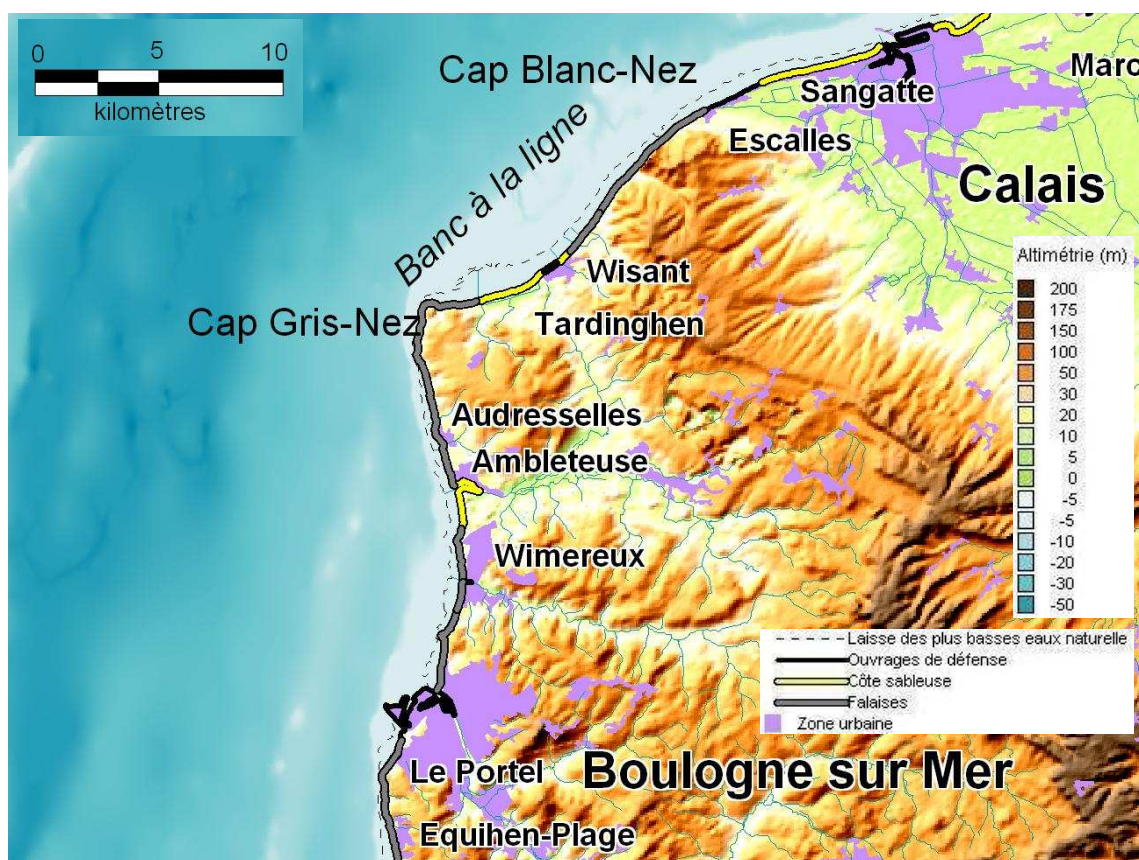 0 5 10
kilomètres
Cap Blanc-Nez
Marc
Sangatte
Banc à la ligne
Escalles
Calais
Wisant
Cap Gris-Nez
Tardinghen
Audresselles
Ambleteuse
Wimereux
Le Portel
Boulogne sur Mer
Equihen-Plage
Altimétrie (m)
200
175
150
100
50
30
20
10
5
0
-5
-5
-10
-20
-30
-50
Laisse des plus basses eaux naturelle
Ouvrages de défense
Côte sableuse
Falaises
Zone urbaine